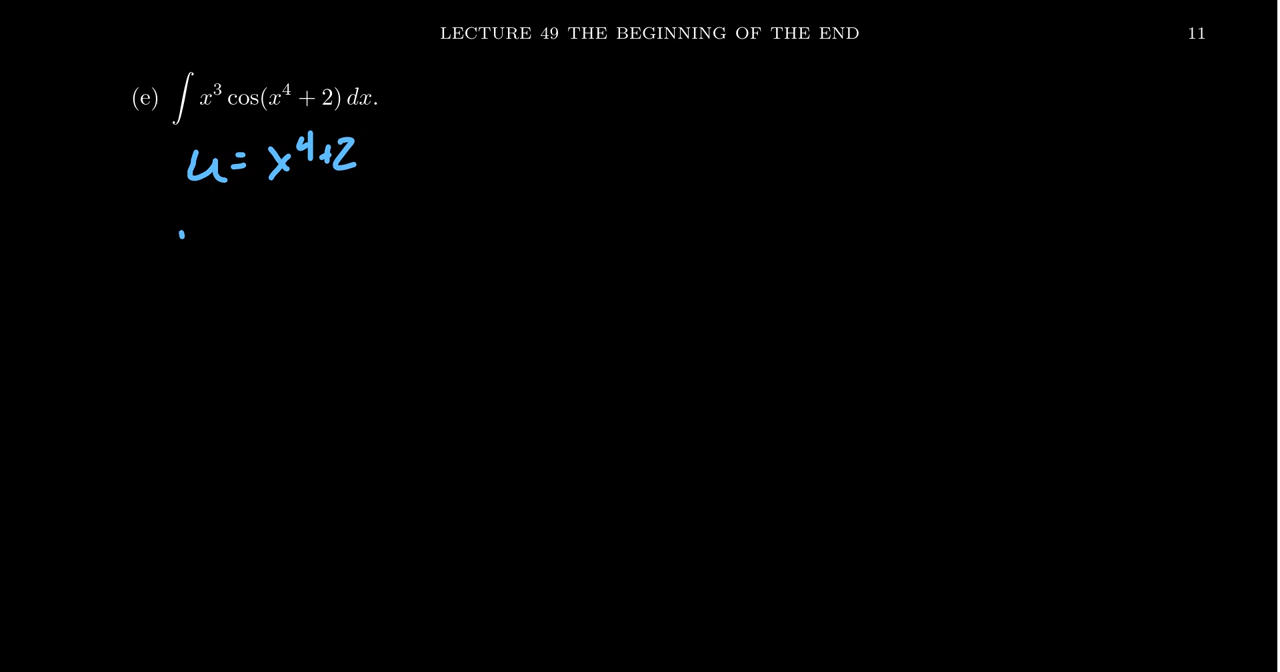 LECTURE 49 THE BEGINNING OF THE END 11
(e) ∫ x³ cos(x⁴ + 2) dx.
u = x⁴+2